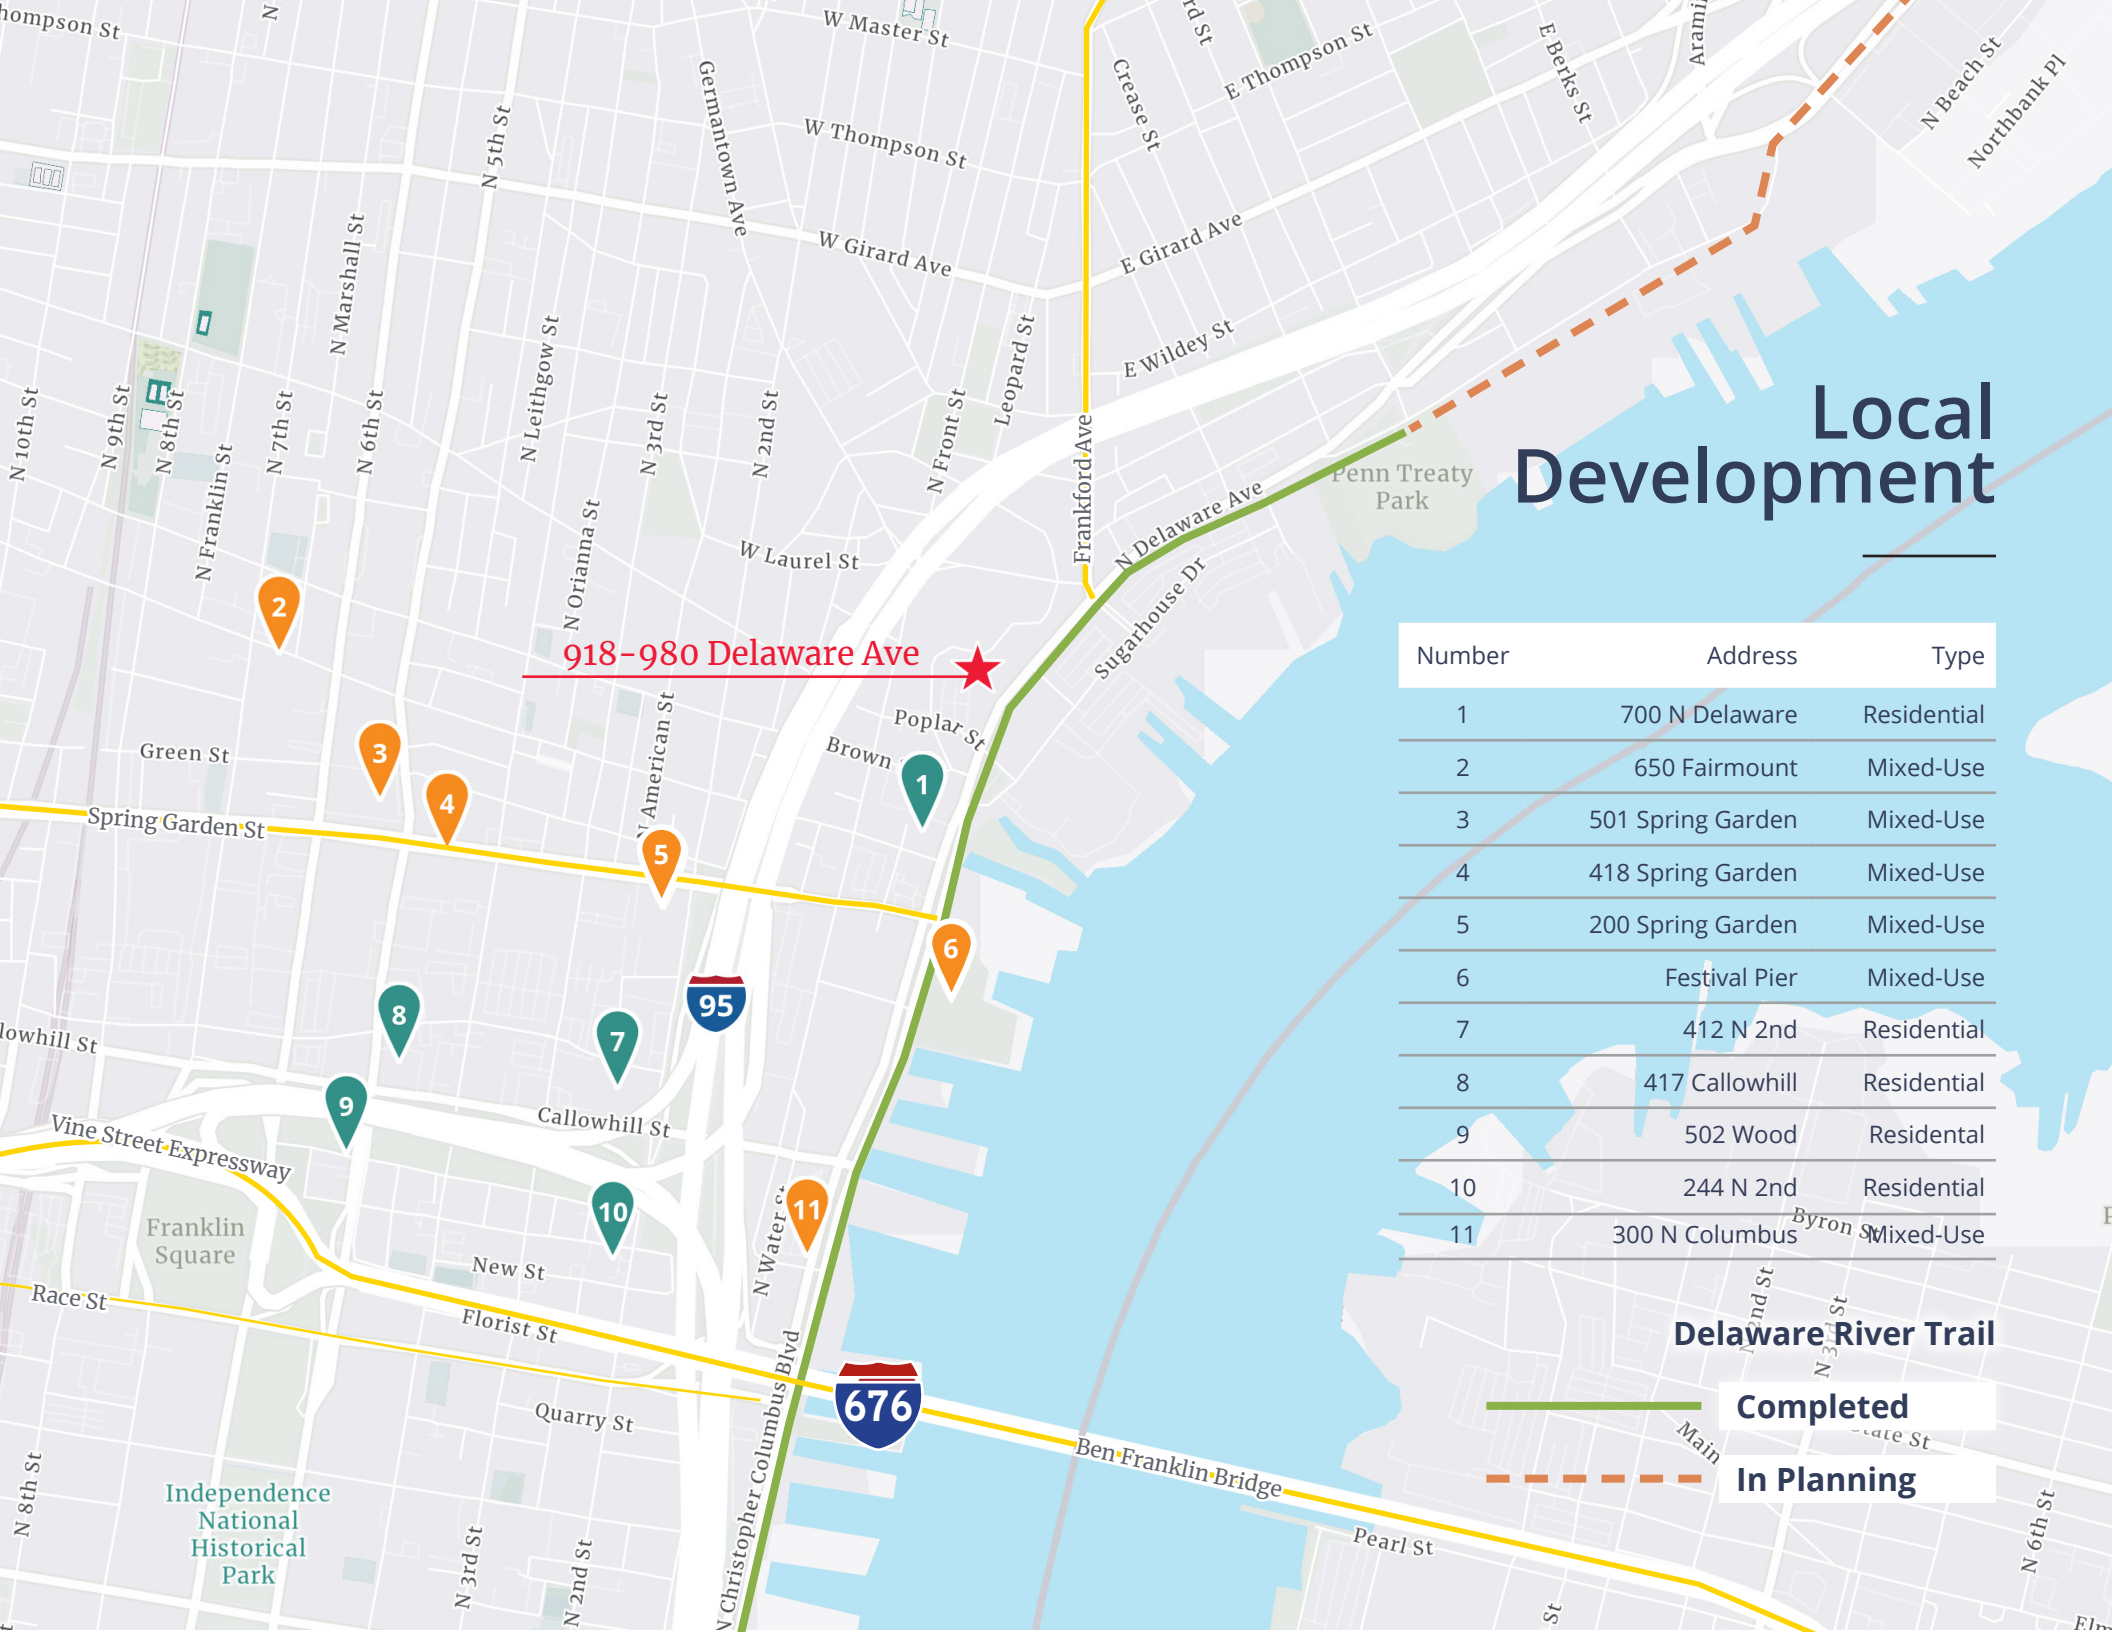 Local
Development
Number Address Type
1 700 N Delaware Residential
2 650 Fairmount Mixed-Use
3 501 Spring Garden Mixed-Use
4 418 Spring Garden Mixed-Use
5 200 Spring Garden Mixed-Use
6 Festival Pier Mixed-Use
7 412 N 2nd Residential
8 417 Callowhill Residential
9 502 Wood Residental
10 244 N 2nd Residential
11 300 N Columbus Mixed-Use
Delaware River Trail
Completed
In Planning
918-980 Delaware Ave
W Master St
N 5th St
Germantown Ave
W Thompson St
Crease St
E Thompson St
E Berks St
N Beach St
Northbank Pl
N Marshall St
W Girard Ave
E Girard Ave
E Wildey St
N 10th St
N 9th St
N 8th St
N Franklin St
N 7th St
N 6th St
N Leithgow St
N 3rd St
N 2nd St
N Front St
Leopard St
Frankford Ave
N Delaware Ave
Penn Treaty
Park
Sugarhouse Dr
N Orianna St
W Laurel St
2
Poplar St
Brown
N American St
Green St
3
4
1
Spring Garden St
5
6
95
8
7
9
Callowhill St
Vine Street Expressway
10
11
N Water St
Franklin
Square
New St
Race St
Florist St
676
Quarry St
N Christopher Columbus Blvd
Ben Franklin Bridge
Independence
National
Historical
Park
N 8th St
N 3rd St
N 2nd St
Pearl St
Byron St
N 2nd St
N 3rd St
Main
N 6th St
St